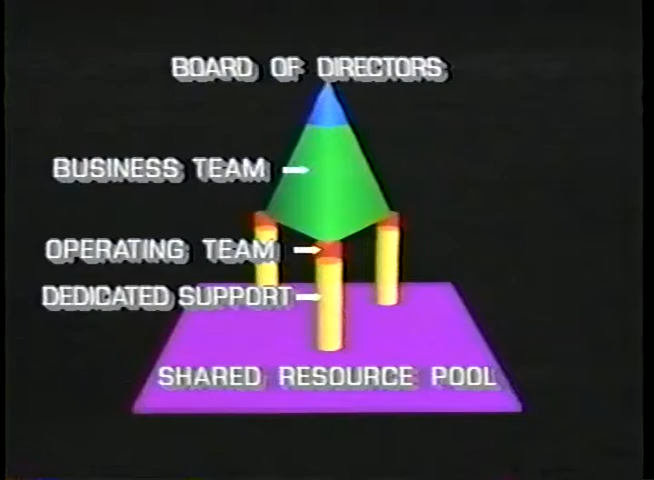 BOARD OF DIRECTORS
BUSINESS TEAM
OPERATING TEAM
DEDICATED SUPPORT
SHARED RESOURCE POOL